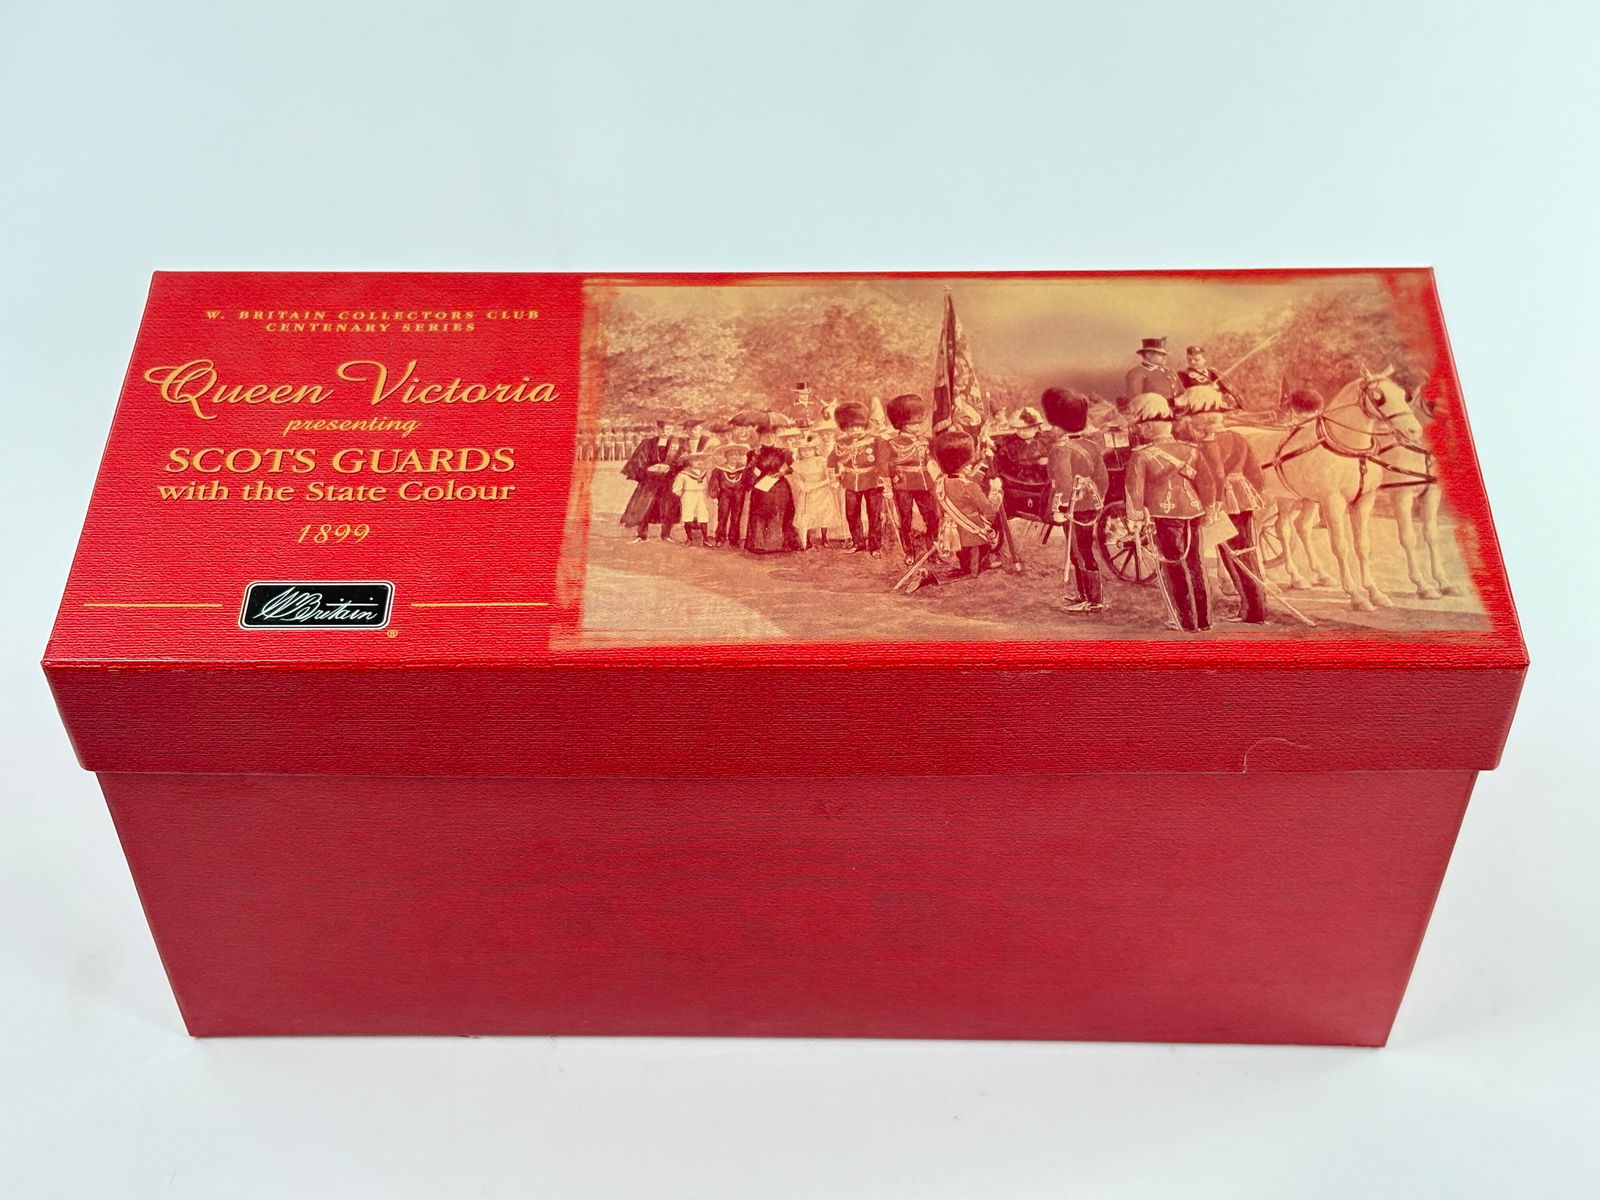 W. BRITAIN COLLECTORS CLUB
CENTENARY SERIES
Queen Victoria
presenting
SCOTS GUARDS
with the State Colour
1899
W. Britain
®